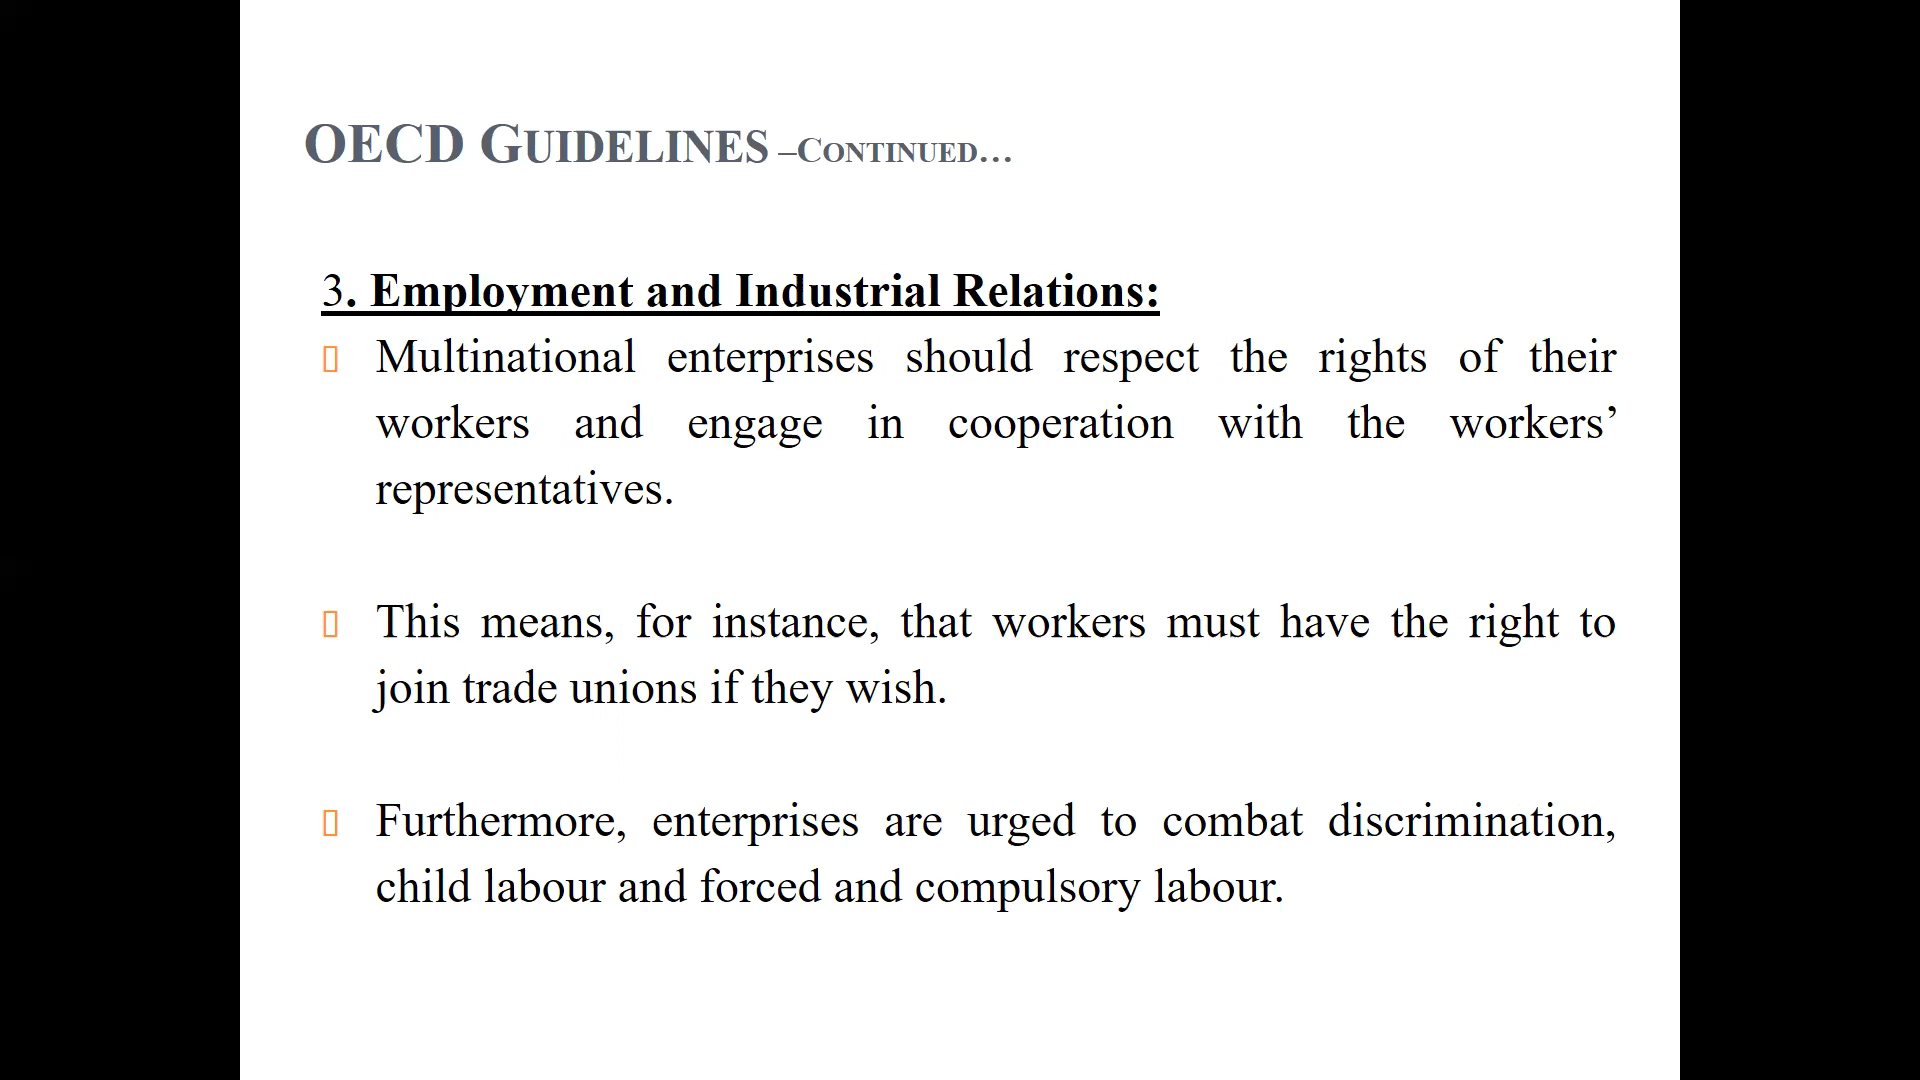 OECD GUIDELINES –CONTINUED...
3. Employment and Industrial Relations:
Multinational enterprises should respect the rights of their
workers and engage in cooperation with the workers’
representatives.
This means, for instance, that workers must have the right to
join trade unions if they wish.
Furthermore, enterprises are urged to combat discrimination,
child labour and forced and compulsory labour.